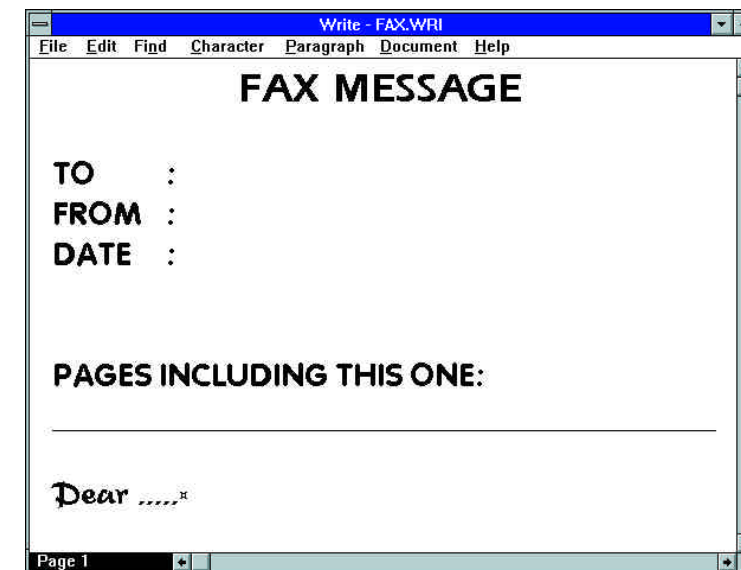 Write - FAX.WRI
File Edit Find Character Paragraph Document Help
FAX MESSAGE
TO :
FROM :
DATE :
PAGES INCLUDING THIS ONE:
Dear .....¤
Page 1